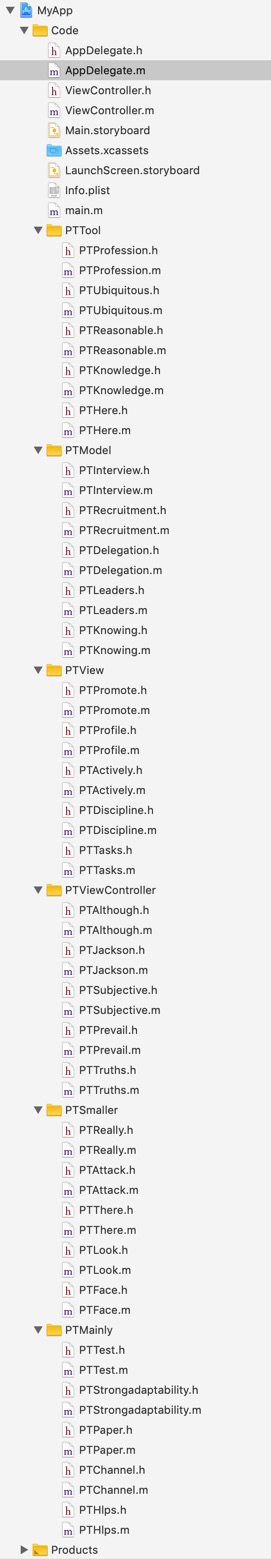 MyApp
Code
AppDelegate.h
AppDelegate.m
ViewController.h
ViewController.m
Main.storyboard
Assets.xcassets
LaunchScreen.storyboard
Info.plist
main.m
PTTool
PTProfession.h
PTProfession.m
PTUbiquitous.h
PTUbiquitous.m
PTReasonable.h
PTReasonable.m
PTKnowledge.h
PTKnowledge.m
PTHere.h
PTHere.m
PTModel
PTInterview.h
PTInterview.m
PTRecruitment.h
PTRecruitment.m
PTDelegation.h
PTDelegation.m
PTLeaders.h
PTLeaders.m
PTKnowing.h
PTKnowing.m
PTView
PTPromote.h
PTPromote.m
PTProfile.h
PTProfile.m
PTActively.h
PTActively.m
PTDiscipline.h
PTDiscipline.m
PTTasks.h
PTTasks.m
PTViewController
PTAlthough.h
PTAlthough.m
PTJackson.h
PTJackson.m
PTSubjective.h
PTSubjective.m
PTPrevail.h
PTPrevail.m
PTTruths.h
PTTruths.m
PTSmaller
PTReally.h
PTReally.m
PTAttack.h
PTAttack.m
PTThere.h
PTThere.m
PTLook.h
PTLook.m
PTFace.h
PTFace.m
PTMainly
PTTest.h
PTTest.m
PTStrongadaptability.h
PTStrongadaptability.m
PTPaper.h
PTPaper.m
PTChannel.h
PTChannel.m
PTHlps.h
PTHlps.m
Products